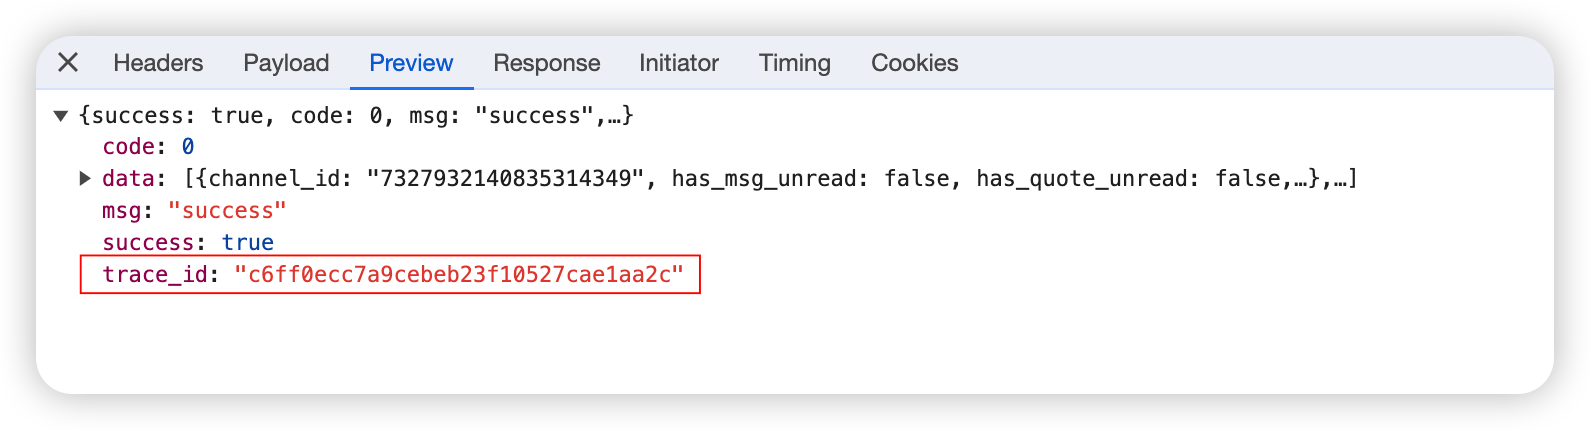 Headers Payload Preview Response Initiator Timing Cookies
{success: true, code: 0, msg: "success",…}
code: 0
data: [{channel_id: "7327932140835314349", has_msg_unread: false, has_quote_unread: false,…},…]
msg: "success"
success: true
trace_id: "c6ff0ecc7a9cebeb23f10527cae1aa2c"